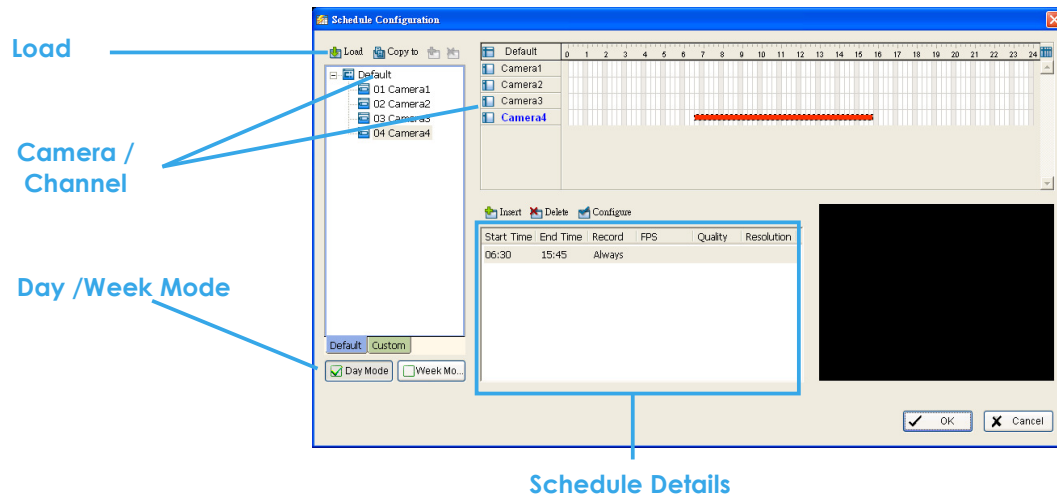 Schedule Configuration
Load
Load Copy to
Default 0 1 2 3 4 5 6 7 8 9 10 11 12 13 14 15 16 17 18 19 20 21 22 23 24
Default
Camera1
01 Camera1
Camera2
02 Camera2
Camera3
03 Camera3
Camera4
04 Camera4
Camera /
Channel
Insert Delete Configure
Start Time End Time Record FPS Quality Resolution
06:30 15:45 Always
Day /Week Mode
Default Custom
Day Mode Week Mo...
OK Cancel
Schedule Details